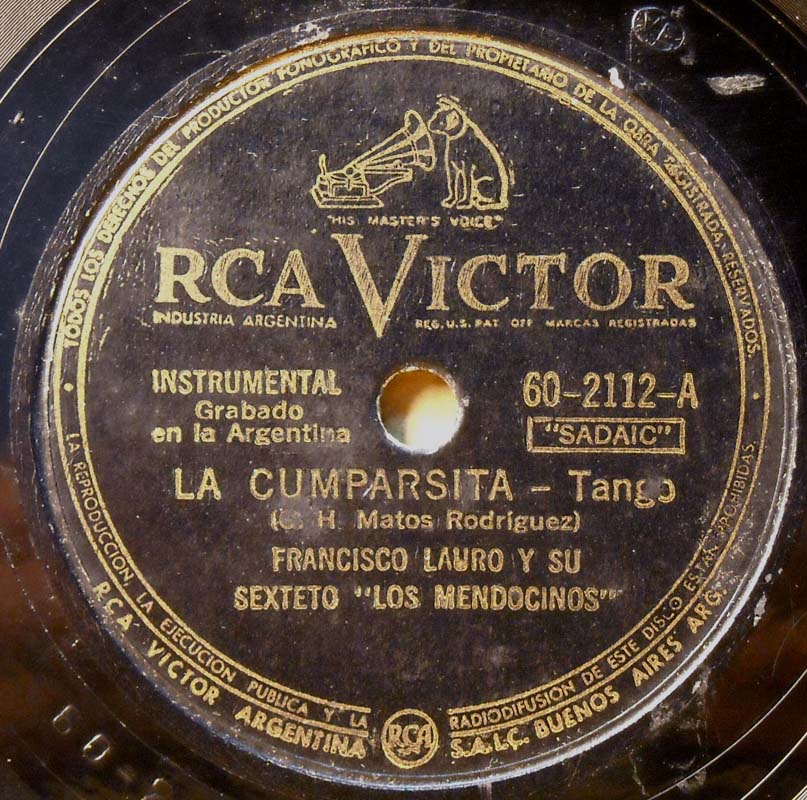 TODOS LOS DERECHOS DEL PRODUCTOR FONOGRAFICO Y DEL PROPIETARIO DE LA OBRA REGISTRADA, RESERVADOS.
"HIS MASTER'S VOICE"
RCA VICTOR
INDUSTRIA ARGENTINA
REG. U.S. PAT OFF MARCAS REGISTRADAS
INSTRUMENTAL
Grabado
en la Argentina
60-2112-A
"SADAIC"
LA CUMPARSITA - Tango
(G. H. Matos Rodríguez)
FRANCISCO LAURO Y SU
SEXTETO "LOS MENDOCINOS"
LA REPRODUCCION, LA EJECUCION PUBLICA Y LA RADIODIFUSION DE ESTE DISCO ESTAN PROHIBIDAS.
RCA VICTOR ARGENTINA RCA S.A.I.C. BUENOS AIRES ARG.